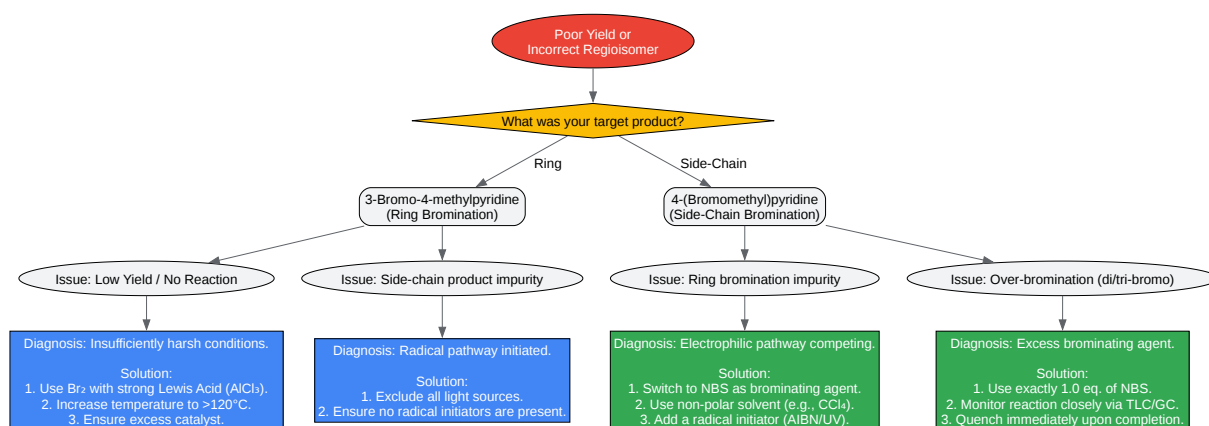 Poor Yield or
Incorrect Regioisomer
What was your target product?
Ring
Side-Chain
3-Bromo-4-methylpyridine
(Ring Bromination)
4-(Bromomethyl)pyridine
(Side-Chain Bromination)
Issue: Low Yield / No Reaction
Issue: Side-chain product impurity
Issue: Ring bromination impurity
Issue: Over-bromination (di/tri-bromo)
Diagnosis: Insufficiently harsh conditions.
Solution:
1. Use Br₂ with strong Lewis Acid (AlCl₃).
2. Increase temperature to >120°C.
3. Ensure excess catalyst.
Diagnosis: Radical pathway initiated.
Solution:
1. Exclude all light sources.
2. Ensure no radical initiators are present.
Diagnosis: Electrophilic pathway competing.
Solution:
1. Switch to NBS as brominating agent.
2. Use non-polar solvent (e.g., CCl₄).
3. Add a radical initiator (AIBN/UV).
Diagnosis: Excess brominating agent.
Solution:
1. Use exactly 1.0 eq. of NBS.
2. Monitor reaction closely via TLC/GC.
3. Quench immediately upon completion.